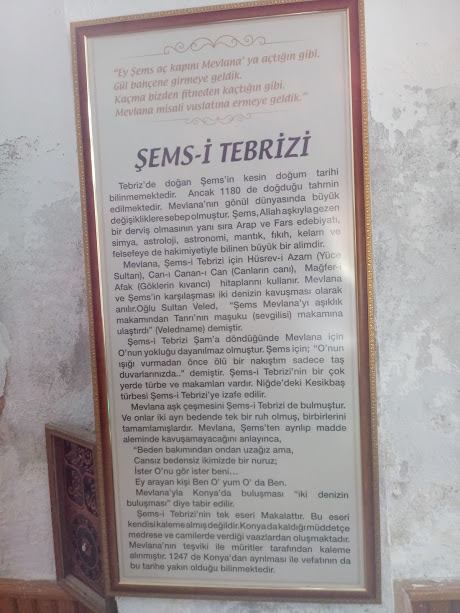 "Ey Şems aç kapını Mevlana' ya açtığın gibi.
Gül bahçene girmeye geldik.
Kaçma bizden fitneden kaçtığın gibi.
Mevlana misali vuslatına ermeye geldik."
ŞEMS-İ TEBRİZİ
Tebriz'de doğan Şems'in kesin doğum tarihi
bilinmemektedir. Ancak 1180 de doğduğu tahmin
edilmektedir. Mevlana'nın gönül dünyasında büyük
değişikliklere sebep olmuştur. Şems, Allah aşkıyla gezen
bir derviş olmasının yanı sıra Arap ve Fars edebiyatı,
simya, astroloji, astronomi, mantık, fıkıh, kelam ve
felsefeye de hakimiyetiyle bilinen büyük bir alimdir.
Mevlana, Şems-i Tebrizi için Hüsrev-i Azam (Yüce
Sultan), Can-ı Canan-ı Can (Canların canı), Mağfer-i
Afak (Göklerin kıvancı) hitaplarını kullanır. Mevlana
ve Şems'in karşılaşması iki denizin kavuşması olarak
anılır.Oğlu Sultan Veled, "Şems Mevlana'yı aşıklık
makamından Tanrı'nın maşuku (sevgilisi) makamına
ulaştırdı" (Veledname) demiştir.
Şems-i Tebrizi Şam'a döndüğünde Mevlana için
O'nun yokluğu dayanılmaz olmuştur. Şems için; "O'nun
ışığı vurmadan önce ölü bir nakıştım sadece taş
duvarlarınızda.." demiştir. Şems-i Tebrizi'nin bir çok
yerde türbe ve makamları vardır. Niğde'deki Kesikbaş
türbesi Şems-i Tebrizi'ye izafe edilir.
Mevlana aşk çeşmesini Şems-i Tebrizi de bulmuştur.
Ve onlar iki ayrı bedende tek bir ruh olmuş, birbirlerini
tamamlamışlardır. Mevlana, Şems'ten ayrılıp madde
aleminde kavuşamayacağını anlayınca,
"Beden bakımından ondan uzağız ama,
Cansız bedensiz ikimizde bir nuruz;
İster O'nu gör ister beni...
Ey arayan kişi Ben O' yum O' da Ben.
Mevlana'yla Konya'da buluşması "iki denizin
buluşması" diye tabir edilir.
Şems-i Tebrizi'nin tek eseri Makalattır. Bu eseri
kendisi kaleme almış değildir. Konya da kaldığı müddetçe
medrese ve camilerde verdiği vaazlardan oluşmaktadır.
Mevlana'nın teşviki ile müritler tarafından kaleme
alınmıştır. 1247 de Konya'dan ayrılması ile vefatının da
bu tarihe yakın olduğu bilinmektedir.